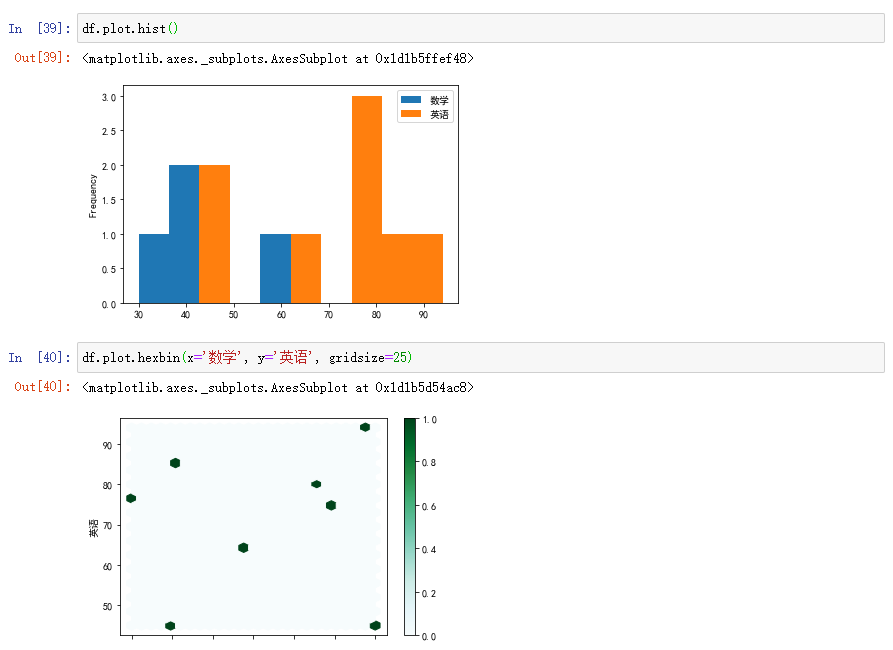 In [39]: df.plot.hist()
Out[39]: <matplotlib.axes._subplots.AxesSubplot at 0x1d1b5ffef48>
3.0
2.5
2.0
1.5
1.0
0.5
0.0
Frequency
数学
英语
30 40 50 60 70 80 90
In [40]: df.plot.hexbin(x='数学', y='英语', gridsize=25)
Out[40]: <matplotlib.axes._subplots.AxesSubplot at 0x1d1b5d54ac8>
90
80
70
60
50
英语
1.0
0.8
0.6
0.4
0.2
0.0